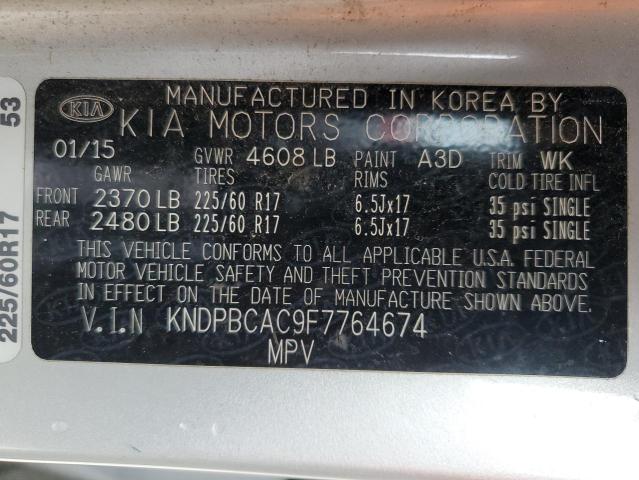 KIA
MANUFACTURED IN KOREA BY
KIA MOTORS CORPORATION
01/15 GVWR 4608 LB PAINT A3D TRIM WK
GAWR TIRES RIMS COLD TIRE INFL
FRONT 2370 LB 225/60 R17 6.5Jx17 35 psi SINGLE
REAR 2480 LB 225/60 R17 6.5Jx17 35 psi SINGLE
THIS VEHICLE CONFORMS TO ALL APPLICABLE U.S.A. FEDERAL
MOTOR VEHICLE SAFETY AND THEFT PREVENTION STANDARDS
IN EFFECT ON THE DATE OF MANUFACTURE SHOWN ABOVE.
V.I.N KNDPBCAC9F7764674
MPV
225/60R17 53